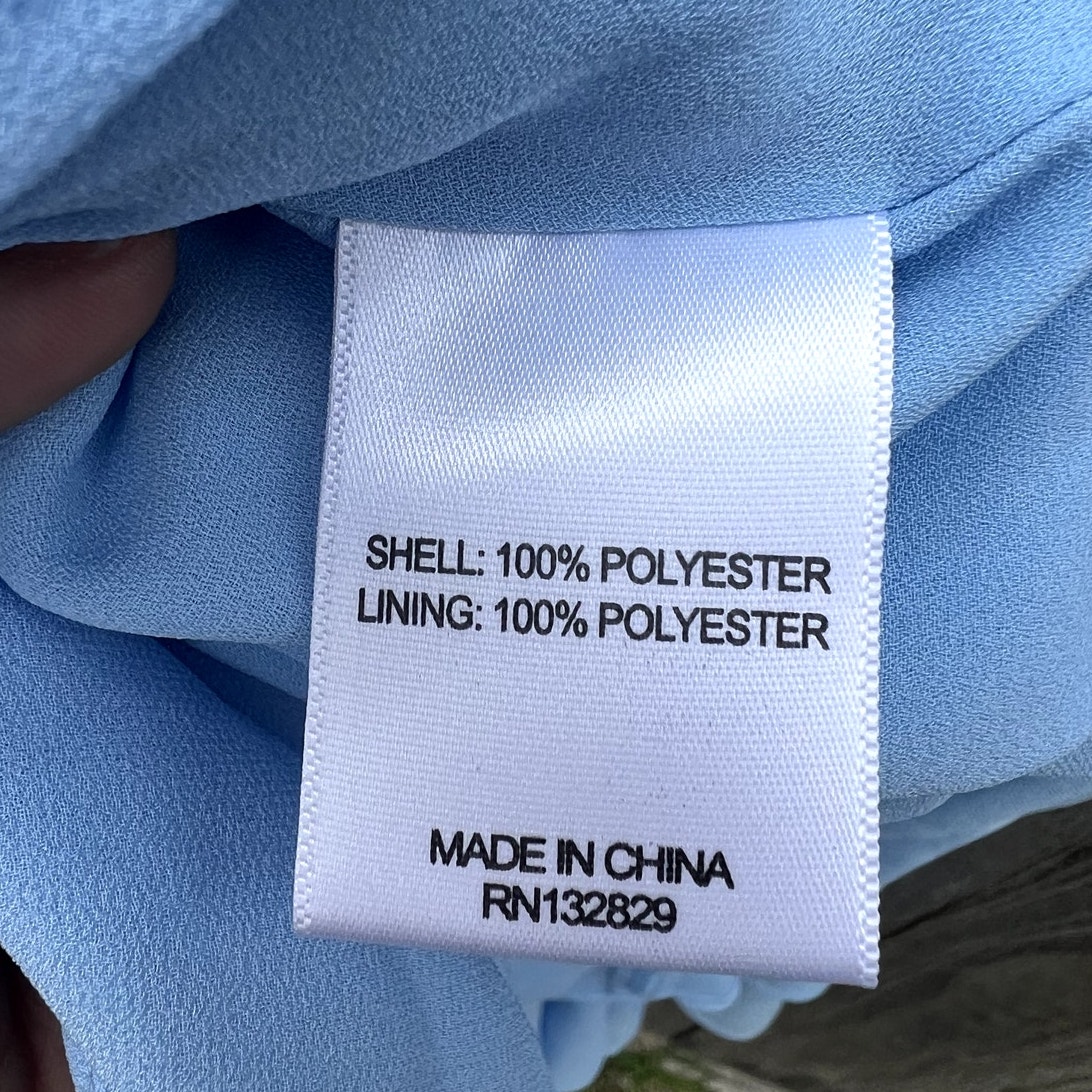 SHELL: 100% POLYESTER
LINING: 100% POLYESTER
MADE IN CHINA
RN132829